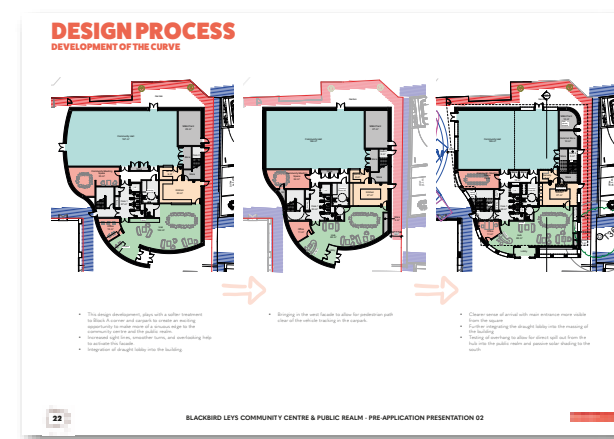 DESIGN PROCESS
DEVELOPMENT OF THE CURVE
This design development, plays with a softer treatment
to Block A corner and carpark to create an exciting
opportunity to make more of a sinuous edge to the
community centre and the public realm.
Increased sight lines, smoother turns, and overlooking help
to activate this facade
Integration of draught lobby into the building
Bringing in the west facade to allow for pedestrian path
clear of the vehicle tracking in the carpark.
Clearer sense of arrival with main entrance more visible
from the square
Further integrating the draught lobby into the massing of
the building
Testing of overhang to allow for direct spill out from the
hub into the public realm and passive solar shading to the
south
22
BLACKBIRD LEYS COMMUNITY CENTRE & PUBLIC REALM - PRE-APPLICATION PRESENTATION 02